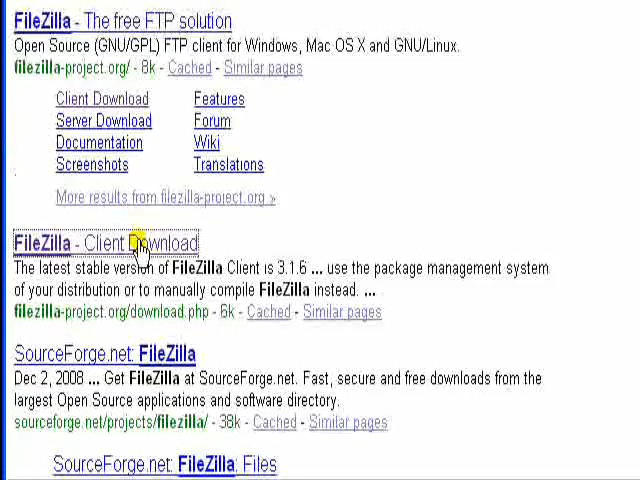 FileZilla - The free FTP solution
Open Source (GNU/GPL) FTP client for Windows, Mac OS X and GNU/Linux.
filezilla-project.org/ - 8k - Cached - Similar pages
Client Download Features
Server Download Forum
Documentation Wiki
Screenshots Translations
More results from filezilla-project.org »
FileZilla - Client Download
The latest stable version of FileZilla Client is 3.1.6 ... use the package management system
of your distribution or to manually compile FileZilla instead. ...
filezilla-project.org/download.php - 6k - Cached - Similar pages
SourceForge.net: FileZilla
Dec 2, 2008 ... Get FileZilla at SourceForge.net. Fast, secure and free downloads from the
largest Open Source applications and software directory.
sourceforge.net/projects/filezilla/ - 38k - Cached - Similar pages
SourceForge.net: FileZilla: Files